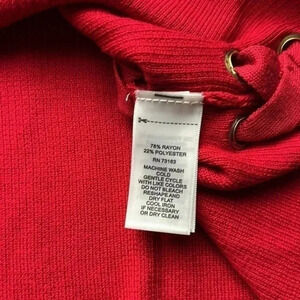 78% RAYON
22% POLYESTER
RN 73163
MACHINE WASH
COLD
GENTLE CYCLE
WITH LIKE COLORS
DO NOT BLEACH
RESHAPE AND
DRY FLAT
COOL IRON
IF NECESSARY
OR DRY CLEAN